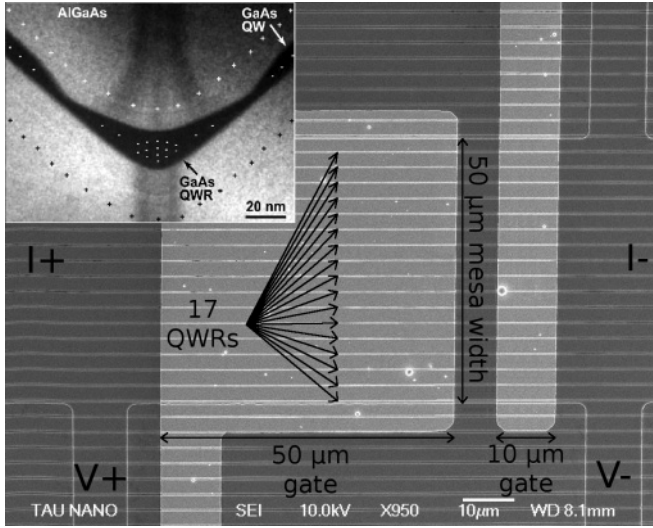 AlGaAs
GaAs
QW
GaAs
QWR
20 nm
I+
I-
17
QWRs
50 μm mesa width
50 μm
gate
10 μm
gate
V+
V-
TAU NANO SEI 10.0kV X950 10μm WD 8.1mm